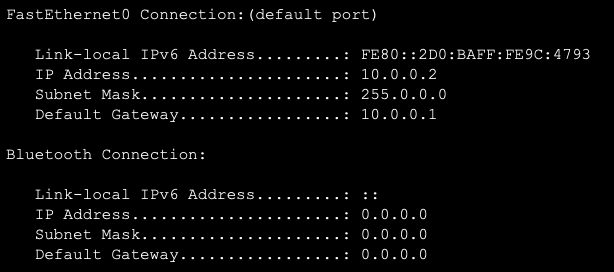 FastEthernet0 Connection:(default port)
Link-local IPv6 Address.........: FE80::2D0:BAFF:FE9C:4793
IP Address......................: 10.0.0.2
Subnet Mask.....................: 255.0.0.0
Default Gateway.................: 10.0.0.1
Bluetooth Connection:
Link-local IPv6 Address.........: ::
IP Address......................: 0.0.0.0
Subnet Mask.....................: 0.0.0.0
Default Gateway.................: 0.0.0.0